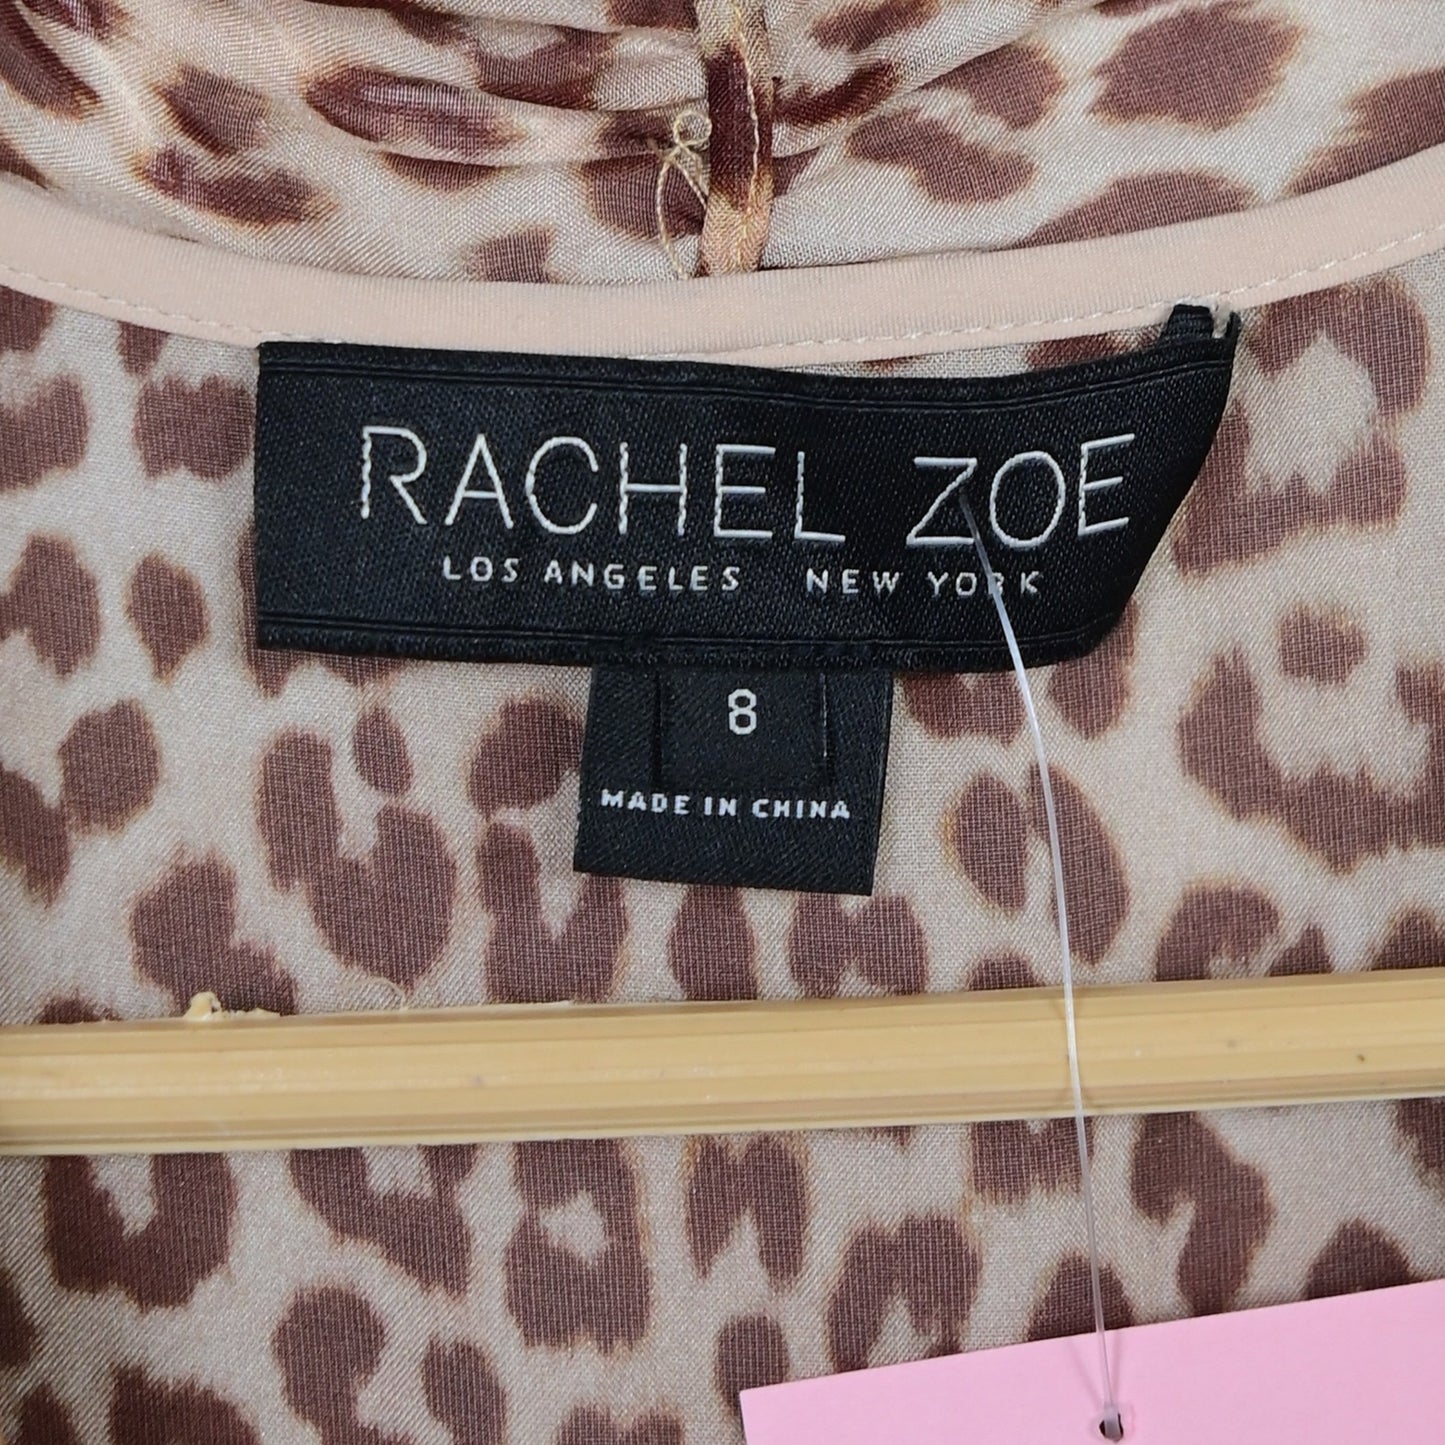 RACHEL ZOE
LOS ANGELES NEW YORK
8
MADE IN CHINA